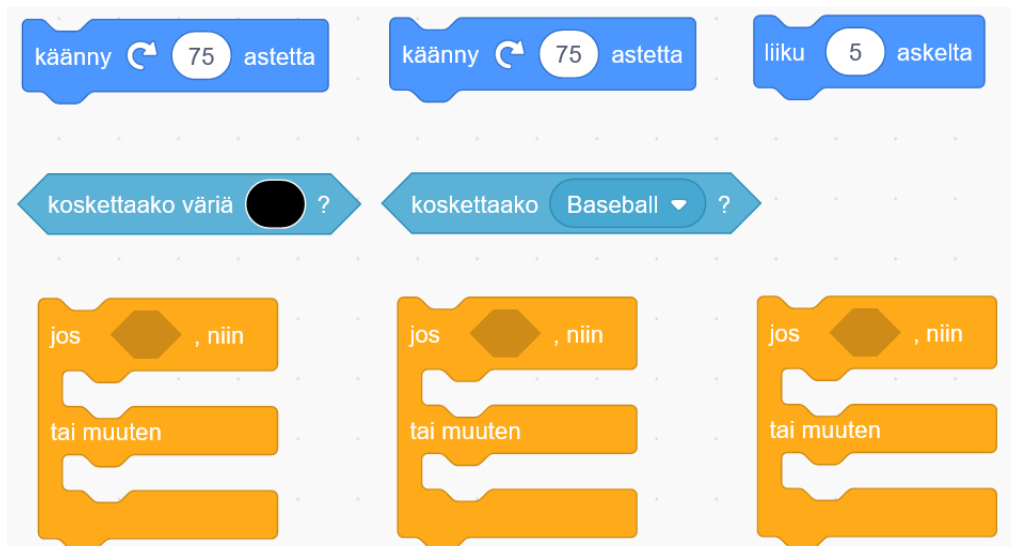 käänny 75 astetta
käänny 75 astetta
liiku 5 askelta
koskettaako väriä ?
koskettaako Baseball ?
jos , niin
tai muuten
jos , niin
tai muuten
jos , niin
tai muuten